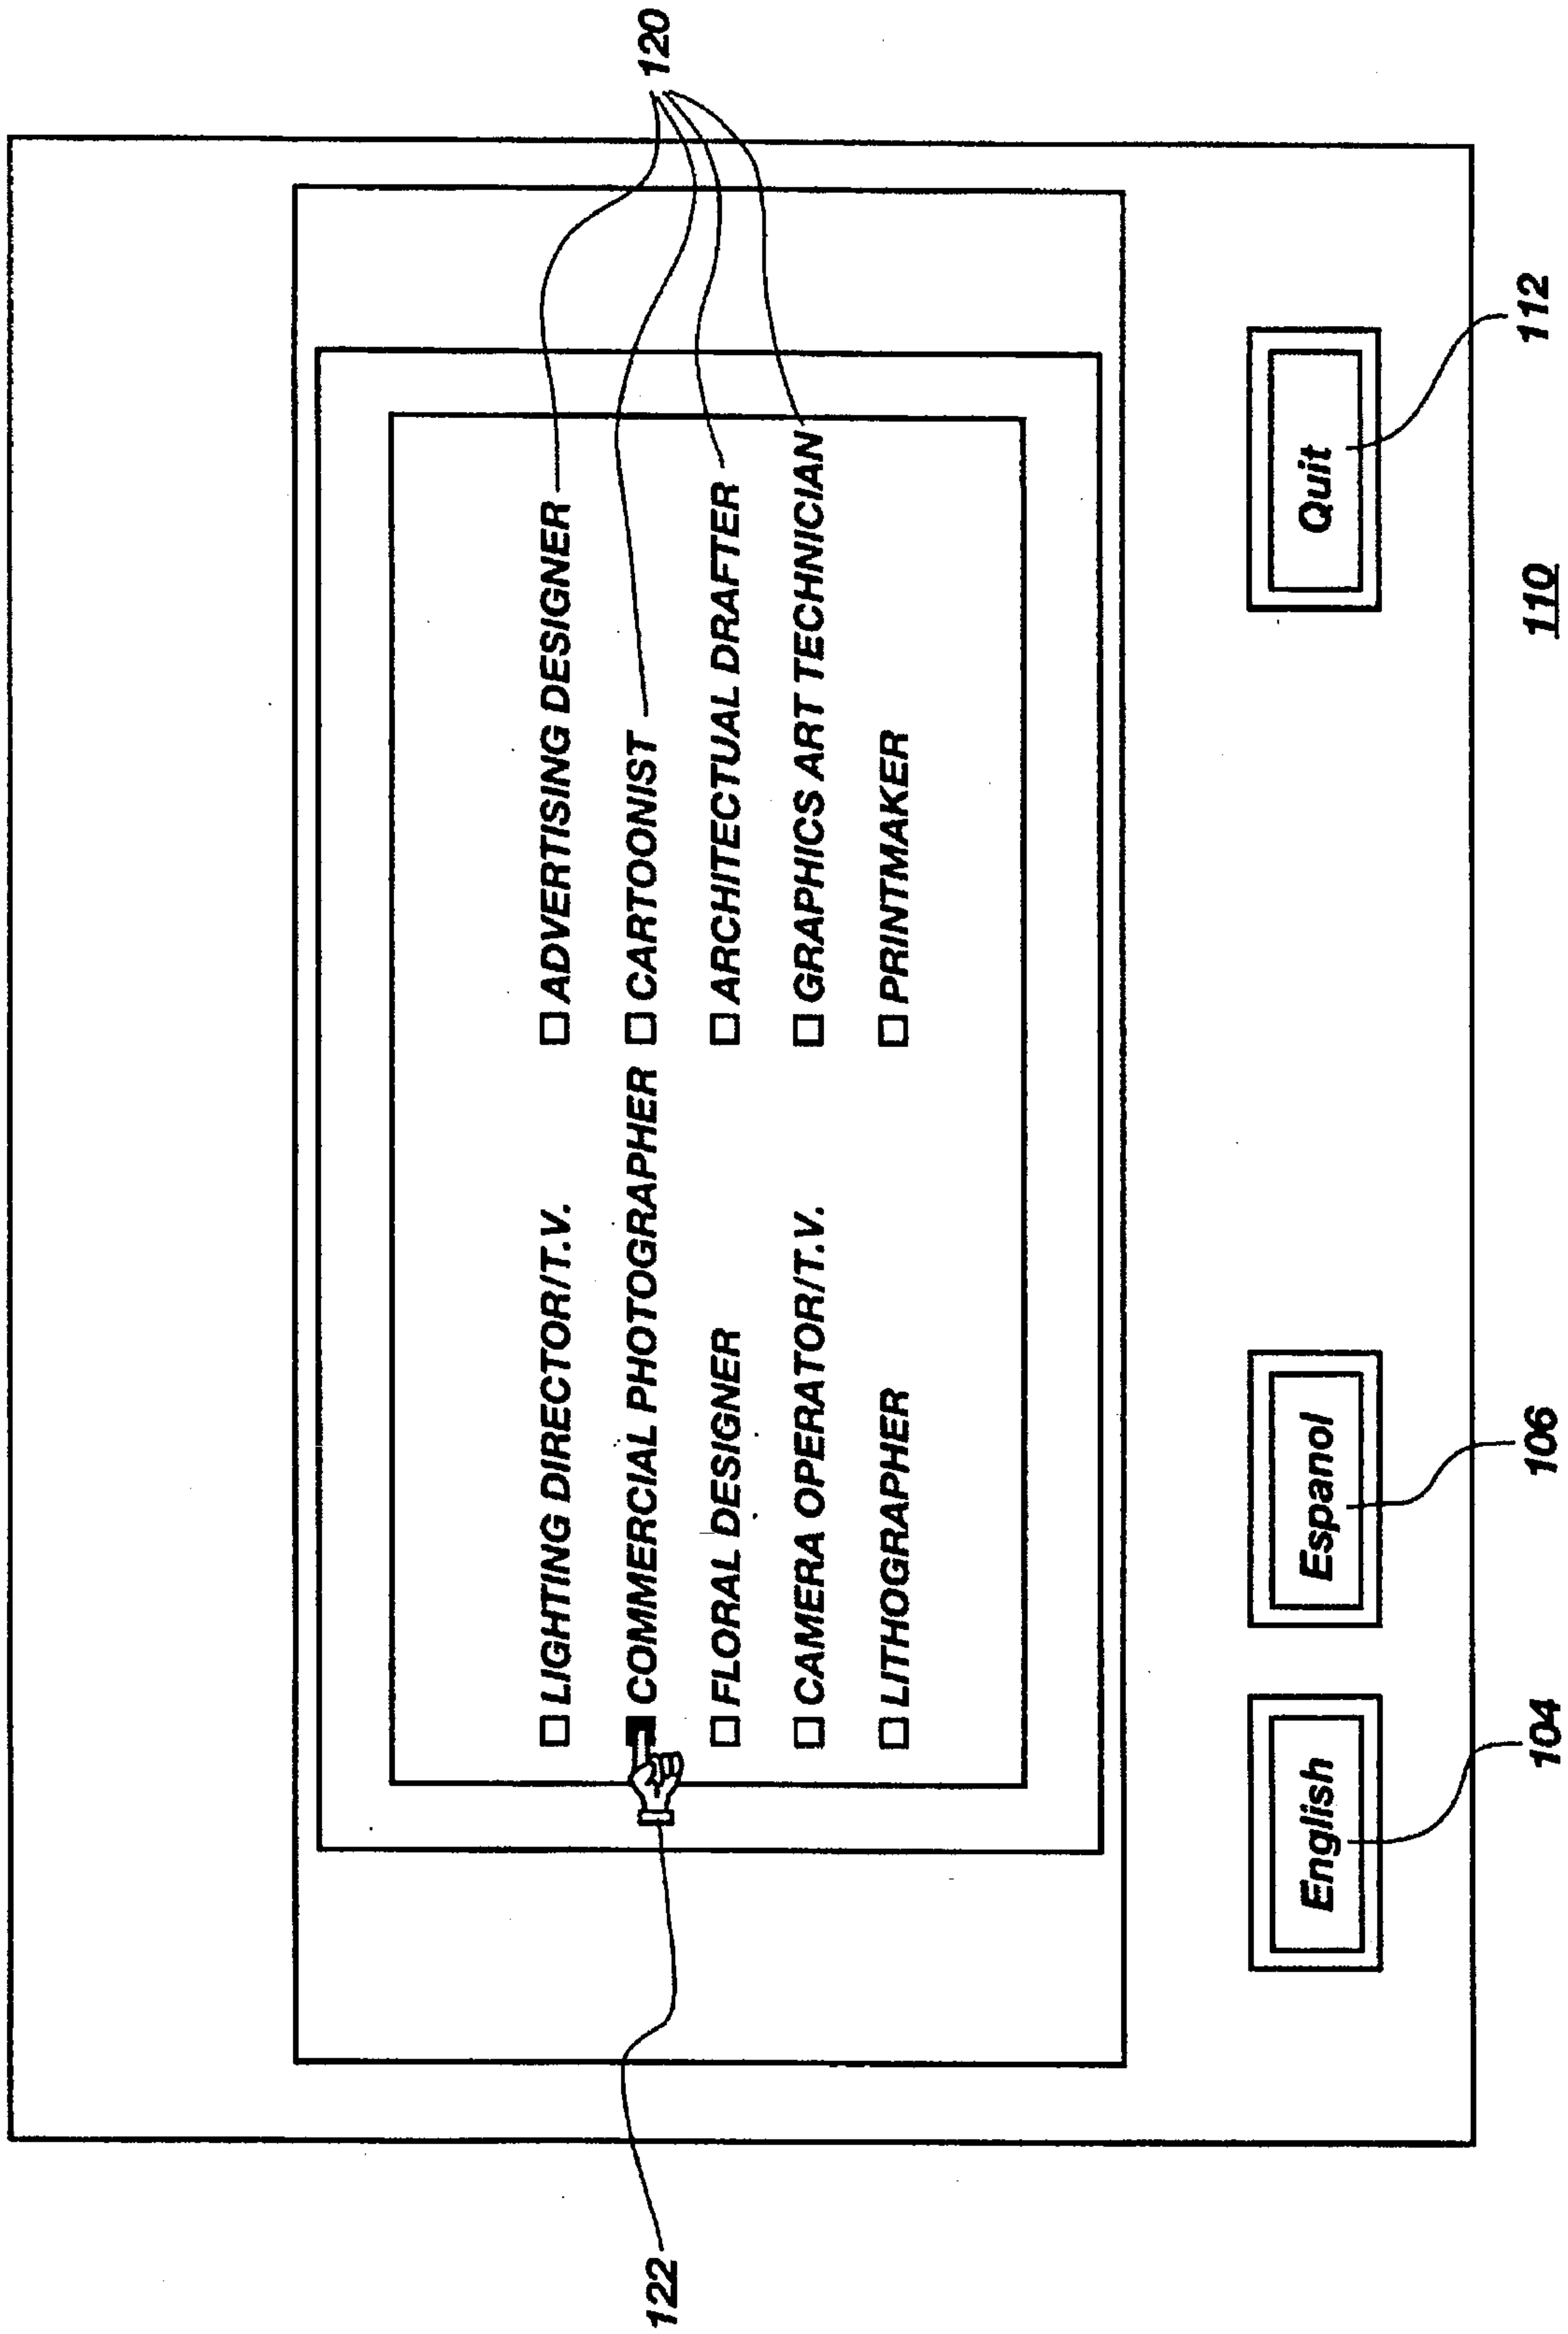 120
LIGHTING DIRECTOR/T.V. ADVERTISING DESIGNER
122 COMMERCIAL PHOTOGRAPHER CARTOONIST
FLORAL DESIGNER ARCHITECTUAL DRAFTER
CAMERA OPERATOR/T.V. GRAPHICS ART TECHNICIAN
LITHOGRAPHER PRINTMAKER
English Espanol Quit
104 106 110 112